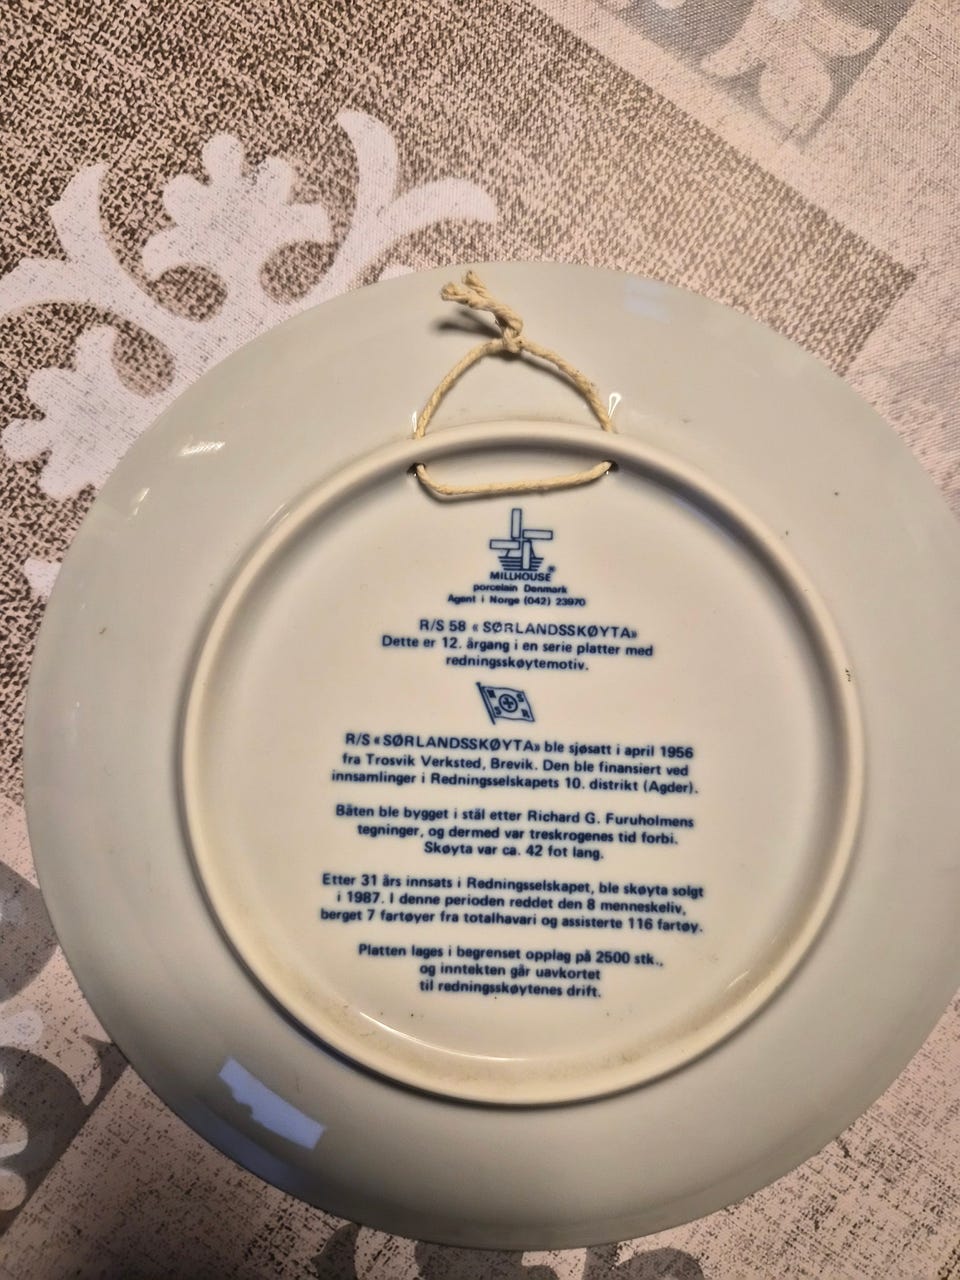 MILLHOUSE®
porcelain Denmark
Agent i Norge (042) 23970
R/S 58 « SØRLANDSSKØYTA»
Dette er 12. årgang i en serie platter med
redningsskøytemotiv.
N S
S R
R/S «SØRLANDSSKØYTA» ble sjøsatt i april 1956
fra Trosvik Verksted, Brevik. Den ble finansiert ved
innsamlinger i Redningsselskapets 10. distrikt (Agder).
Båten ble bygget i stål etter Richard G. Furuholmens
tegninger, og dermed var treskrogenes tid forbi.
Skøyta var ca. 42 fot lang.
Etter 31 års innsats i Redningsselskapet, ble skøyta solgt
i 1987. I denne perioden reddet den 8 menneskeliv,
berget 7 fartøyer fra totalhavari og assisterte 116 fartøy.
Platten lages i begrenset opplag på 2500 stk.,
og inntekten går uavkortet
til redningsskøytenes drift.